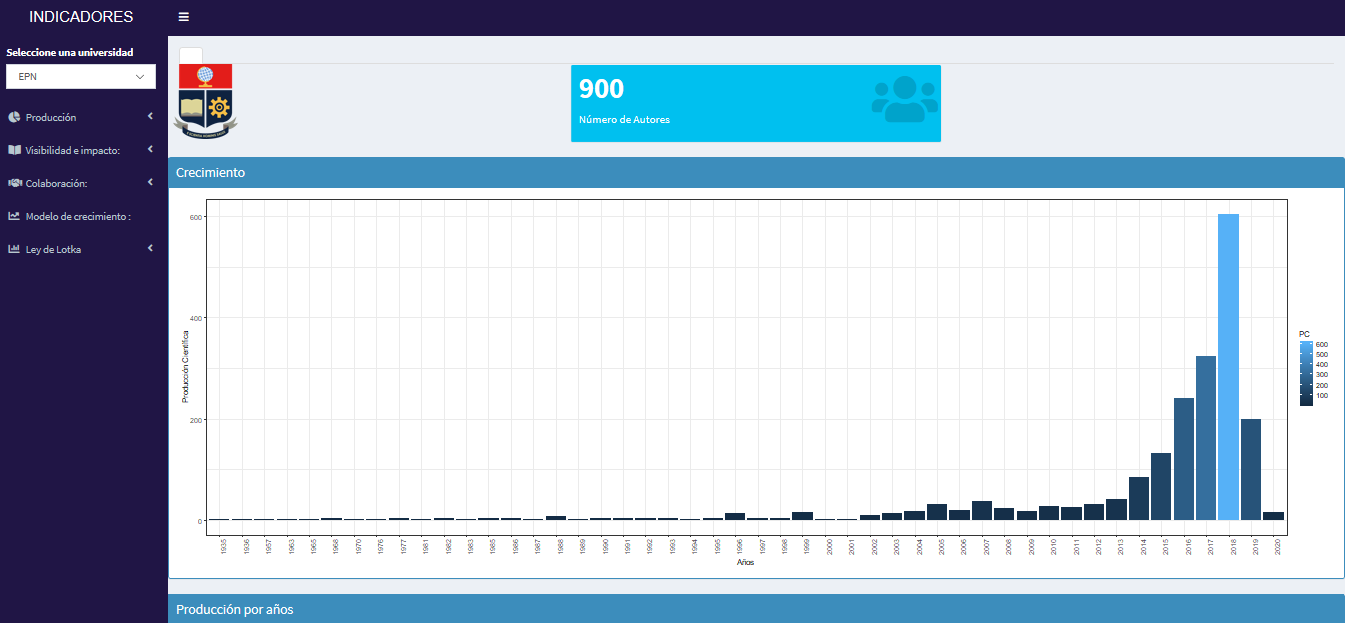 INDICADORES
Seleccione una universidad
EPN
Producción
Visibilidad e impacto:
Colaboración:
Modelo de crecimiento :
Ley de Lotka
900
Número de Autores
Crecimiento
Producción Científica
600
400
200
0
1935 1936 1957 1963 1965 1968 1970 1976 1977 1981 1982 1983 1985 1986 1987 1988 1989 1990 1991 1992 1993 1994 1995 1996 1997 1998 1999 2000 2001 2002 2003 2004 2005 2006 2007 2008 2009 2010 2011 2012 2013 2014 2015 2016 2017 2018 2019 2020
Años
PC
600
500
400
300
200
100
Producción por años